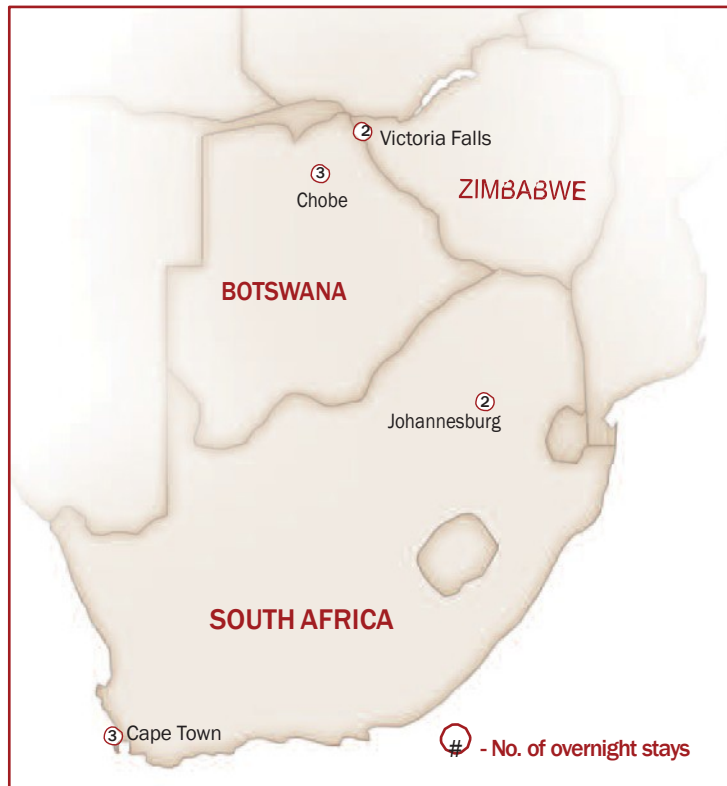 2 Victoria Falls
3
Chobe
ZIMBABWE
BOTSWANA
2
Johannesburg
SOUTH AFRICA
3 Cape Town
# - No. of overnight stays